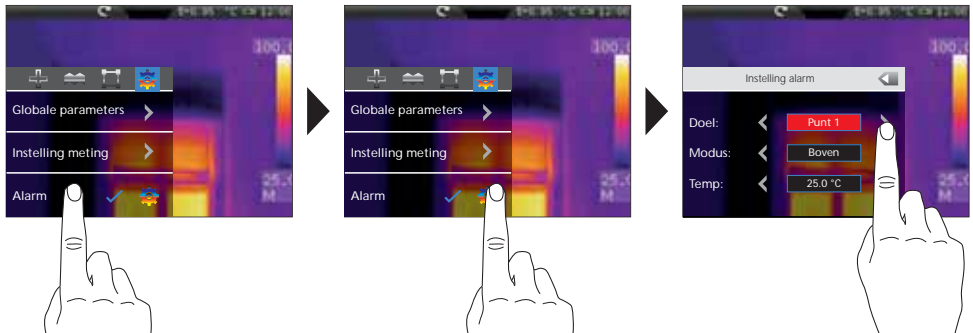 100,0
Globale parameters
Instelling meting
Alarm
25,0
M
100,0
Globale parameters
Instelling meting
Alarm
25,0
M
100,0
Instelling alarm
Doel:
Punt 1
Modus:
Boven
Temp:
25.0 °C
25,0
M